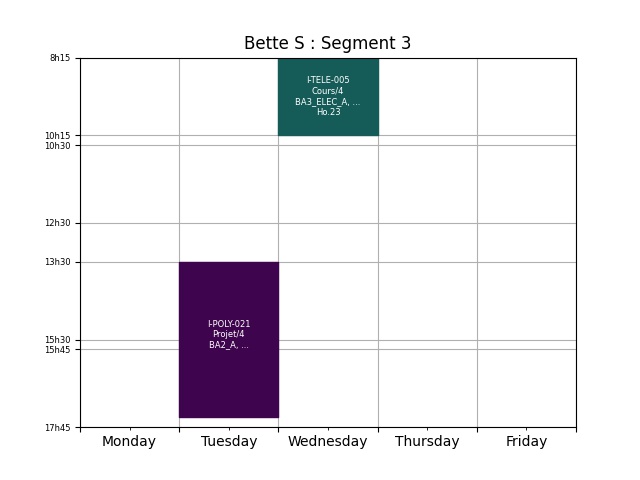 Bette S : Segment 3
8h15
I-TELE-005
Cours/4
BA3_ELEC_A, ...
Ho.23
10h15
10h30
12h30
13h30
I-POLY-021
Projet/4
BA2_A, ...
15h30
15h45
17h45
Monday Tuesday Wednesday Thursday Friday